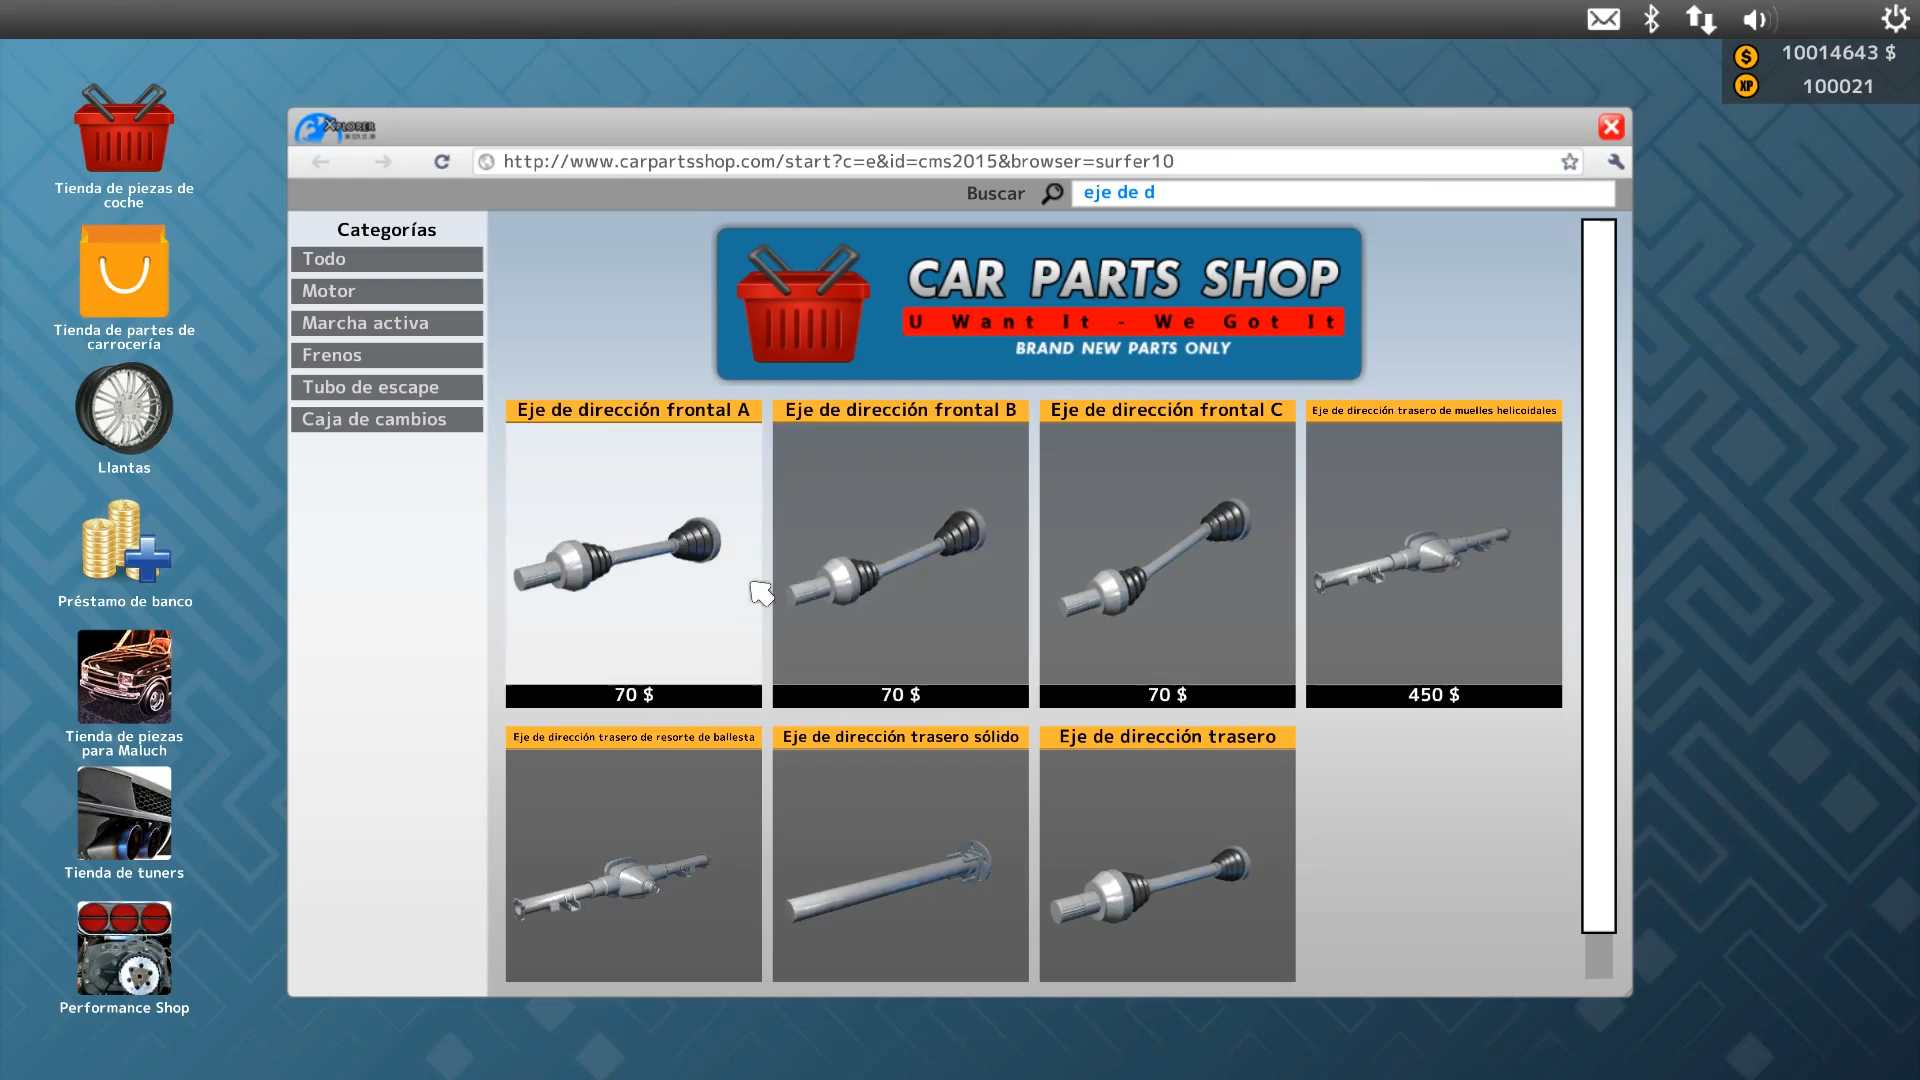 10014643 $
XP
100021
Tienda de piezas de
coche
Tienda de partes de
carrocería
Llantas
Préstamo de banco
Tienda de piezas
para Maluch
Tienda de tuners
Performance Shop
XPLORER
http://www.carpartsshop.com/start?c=e&id=cms2015&browser=surfer10
Buscar
eje de d
Categorías
Todo
Motor
Marcha activa
Frenos
Tubo de escape
Caja de cambios
CAR PARTS SHOP
U Want It - We Got It
BRAND NEW PARTS ONLY
Eje de dirección frontal A
Eje de dirección frontal B
Eje de dirección frontal C
Eje de dirección trasero de muelles helicoidales
70 $
70 $
70 $
450 $
Eje de dirección trasero de resorte de ballesta
Eje de dirección trasero sólido
Eje de dirección trasero